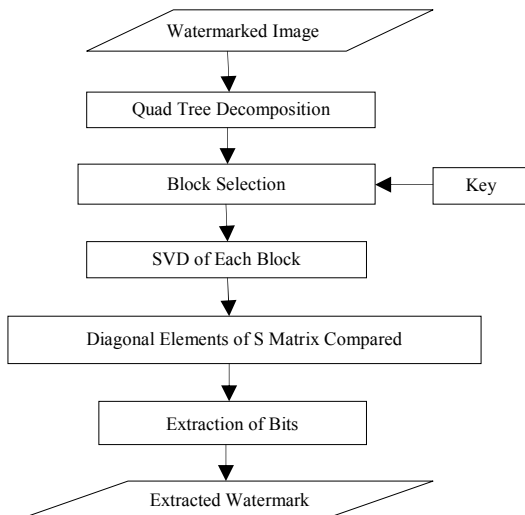 Watermarked Image
Quad Tree Decomposition
Block Selection
Key
SVD of Each Block
Diagonal Elements of S Matrix Compared
Extraction of Bits
Extracted Watermark